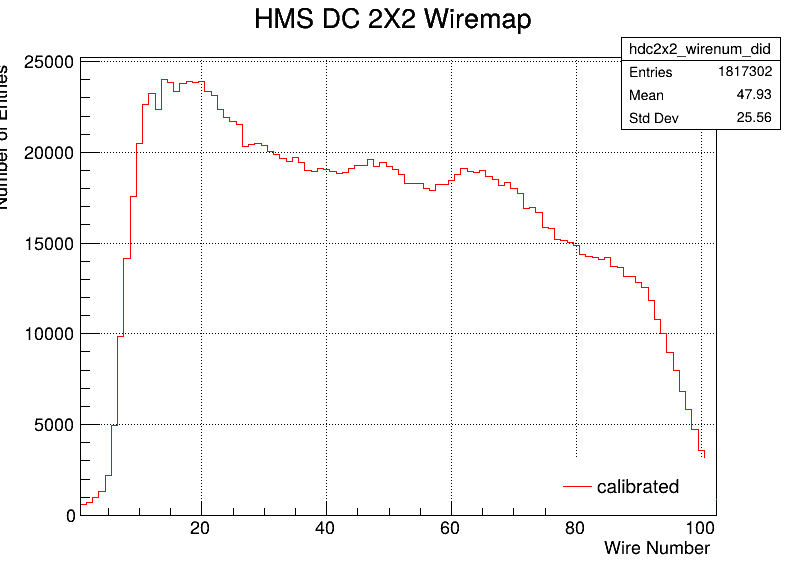 HMS DC 2X2 Wiremap
hdc2x2_wirenum_did
Entries 1817302
Mean 47.93
Std Dev 25.56
Number of Entries
25000
20000
15000
10000
5000
0
calibrated
20 40 60 80 100
Wire Number